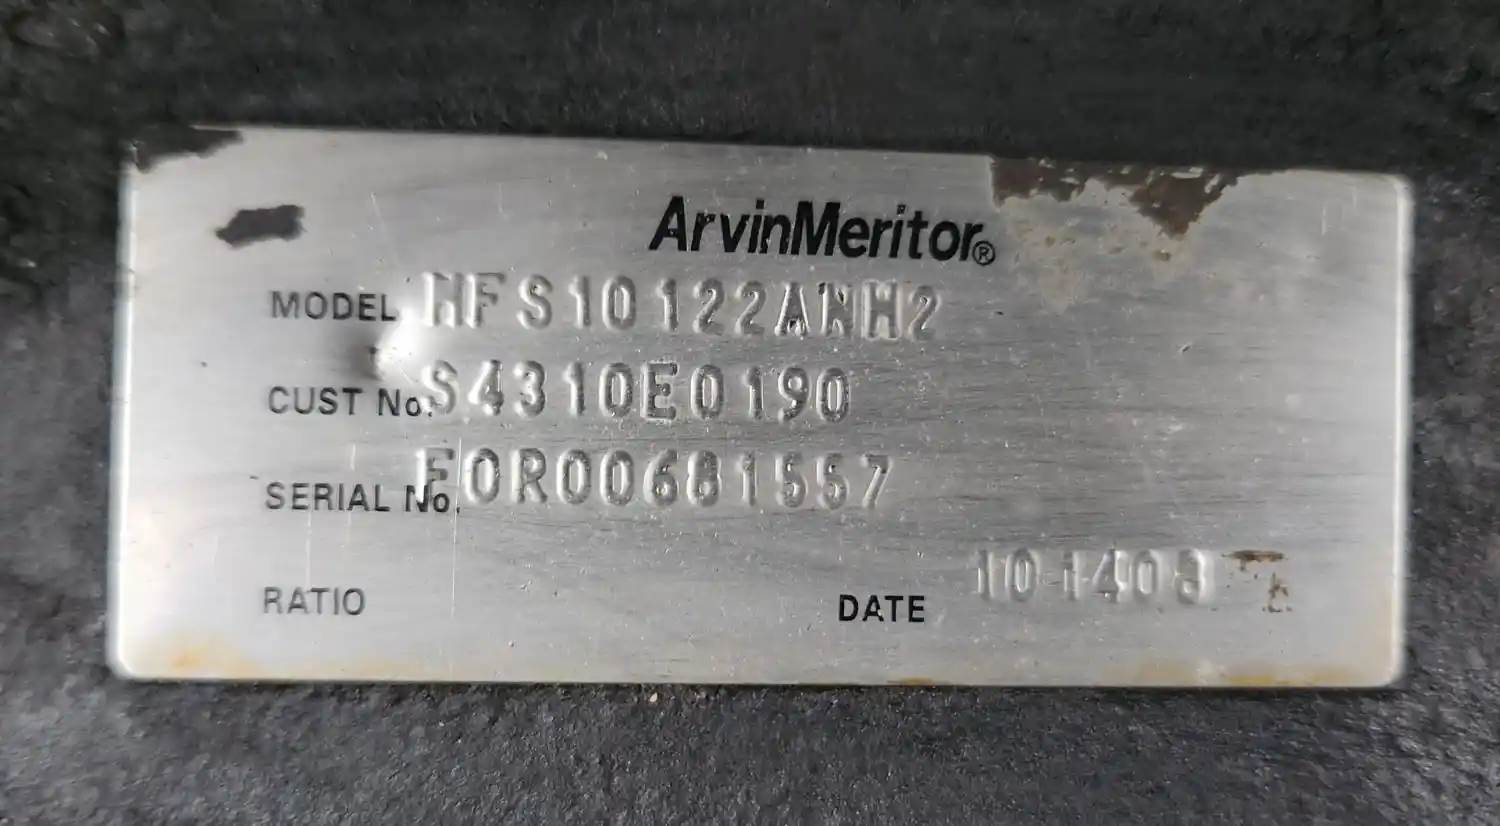 ArvinMeritor®
MODEL MFS10122ANH2
CUST No. S4310E0190
SERIAL No. FOR00681557
RATIO
DATE 101408